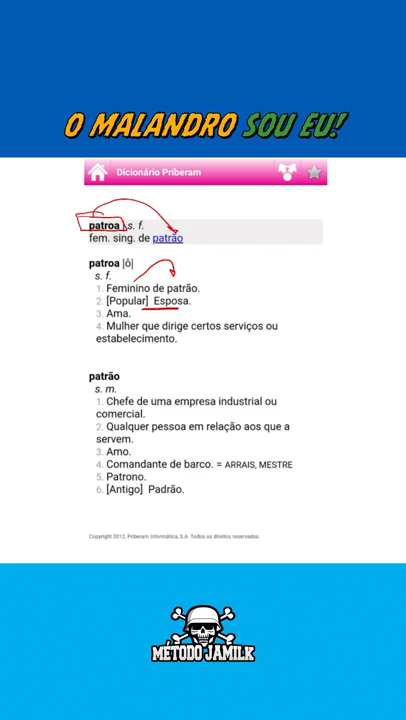 O MALANDRO SOU EU!
Dicionário Priberam
patroa s. f.
fem. sing. de patrão
patroa |ô|
s. f.
1. Feminino de patrão.
2. [Popular] Esposa.
3. Ama.
4. Mulher que dirige certos serviços ou
estabelecimento.
patrão
s. m.
1. Chefe de uma empresa industrial ou
comercial.
2. Qualquer pessoa em relação aos que a
servem.
3. Amo.
4. Comandante de barco. = ARRAIS, MESTRE
5. Patrono.
6. [Antigo] Padrão.
Copyright 2012, Priberam Informática, S.A. Todos os direitos reservados.
MÉTODO JAMILK